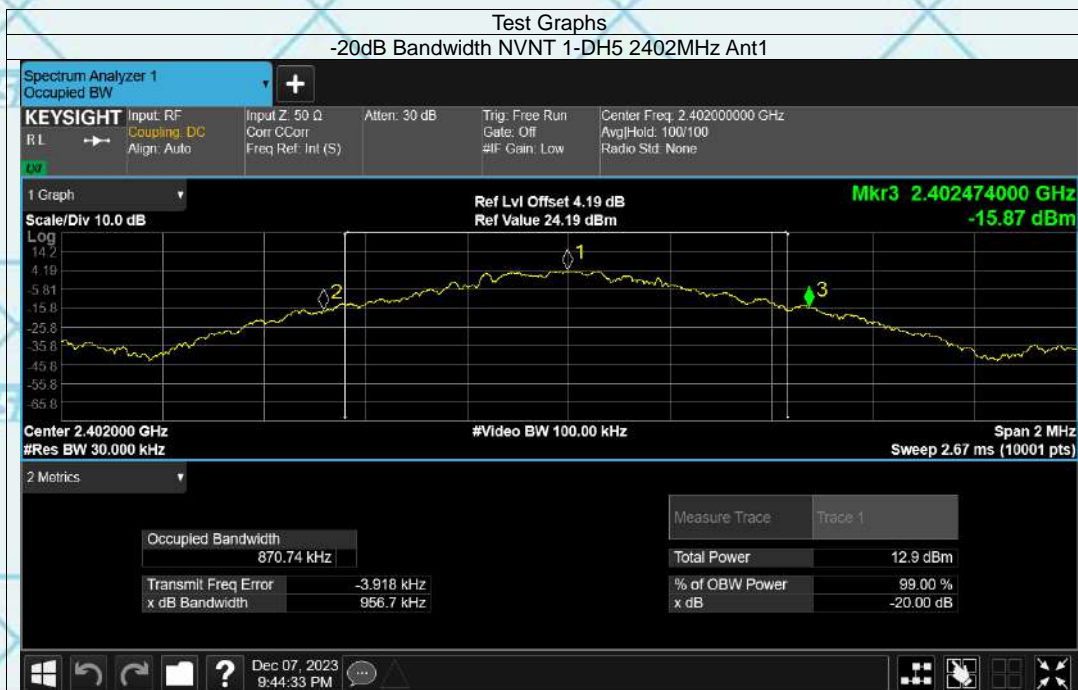 Test Graphs
-20dB Bandwidth NVNT 1-DH5 2402MHz Ant1
Spectrum Analyzer 1
Occupied BW
KEYSIGHT
R L
LXI
Input: RF
Coupling: DC
Align: Auto
Input Z: 50 Ω
Corr CCorr
Freq Ref: Int (S)
Atten: 30 dB
Trig: Free Run
Gate: Off
#IF Gain: Low
Center Freq: 2.402000000 GHz
Avg|Hold: 100/100
Radio Std: None
1 Graph
Scale/Div 10.0 dB
Ref Lvl Offset 4.19 dB
Ref Value 24.19 dBm
Mkr3 2.402474000 GHz
-15.87 dBm
Log
14.2
4.19
-5.81
-15.8
-25.8
-35.8
-45.8
-55.8
-65.8
1
2
3
Center 2.402000 GHz
#Res BW 30.000 kHz
#Video BW 100.00 kHz
Span 2 MHz
Sweep 2.67 ms (10001 pts)
2 Metrics
Occupied Bandwidth
870.74 kHz
Transmit Freq Error -3.918 kHz
x dB Bandwidth 956.7 kHz
Measure Trace Trace 1
Total Power 12.9 dBm
% of OBW Power 99.00 %
x dB -20.00 dB
Dec 07, 2023
9:44:33 PM